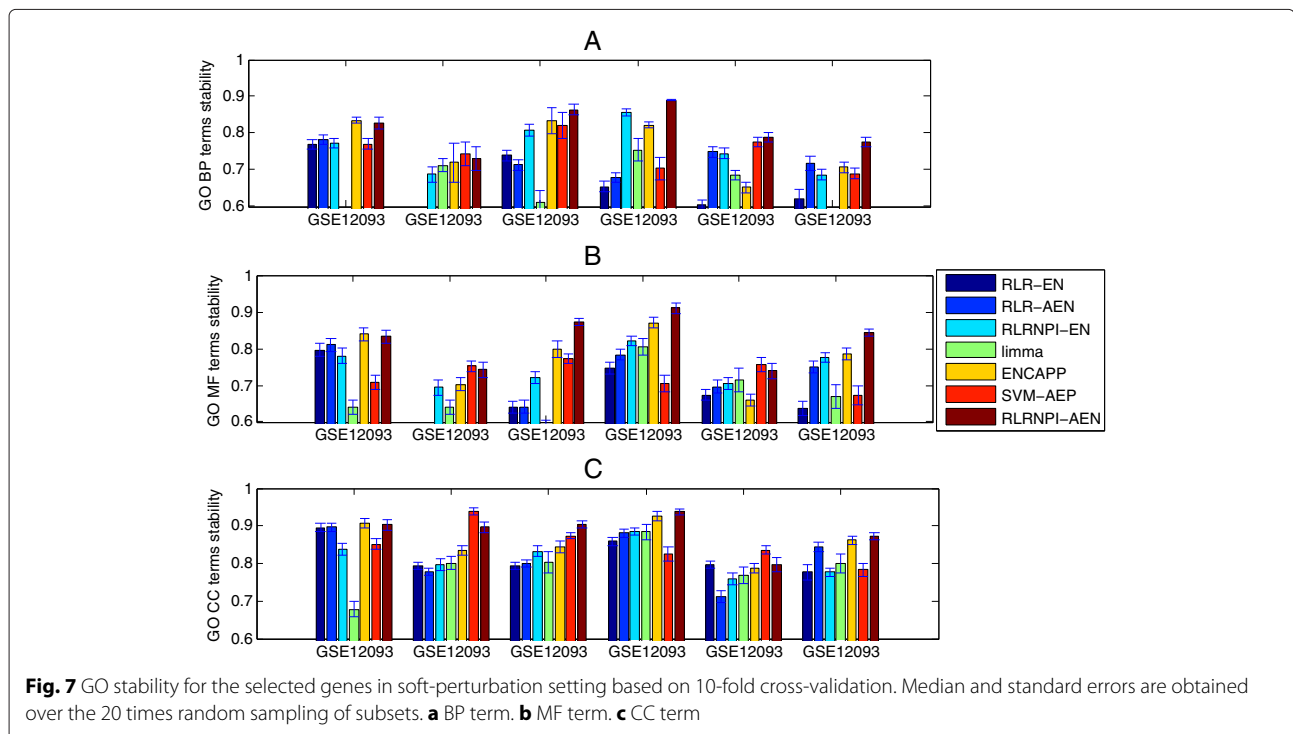 A
GO BP terms stability
1
0.9
0.8
0.7
0.6
GSE12093 GSE12093 GSE12093 GSE12093 GSE12093 GSE12093
B
GO MF terms stability
1
0.9
0.8
0.7
0.6
GSE12093 GSE12093 GSE12093 GSE12093 GSE12093 GSE12093
RLR-EN
RLR-AEN
RLRNPI-EN
limma
ENCAPP
SVM-AEP
RLRNPI-AEN
C
GO CC terms stability
1
0.9
0.8
0.7
0.6
GSE12093 GSE12093 GSE12093 GSE12093 GSE12093 GSE12093
Fig. 7 GO stability for the selected genes in soft-perturbation setting based on 10-fold cross-validation. Median and standard errors are obtained
over the 20 times random sampling of subsets. a BP term. b MF term. c CC term